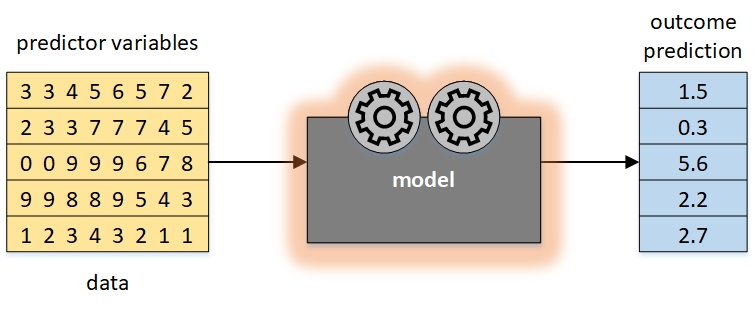 predictor variables
3 3 4 5 6 5 7 2
2 3 3 7 7 7 4 5
0 0 9 9 9 6 7 8
9 9 8 8 9 5 4 3
1 2 3 4 3 2 1 1
data
model
outcome
prediction
1.5
0.3
5.6
2.2
2.7